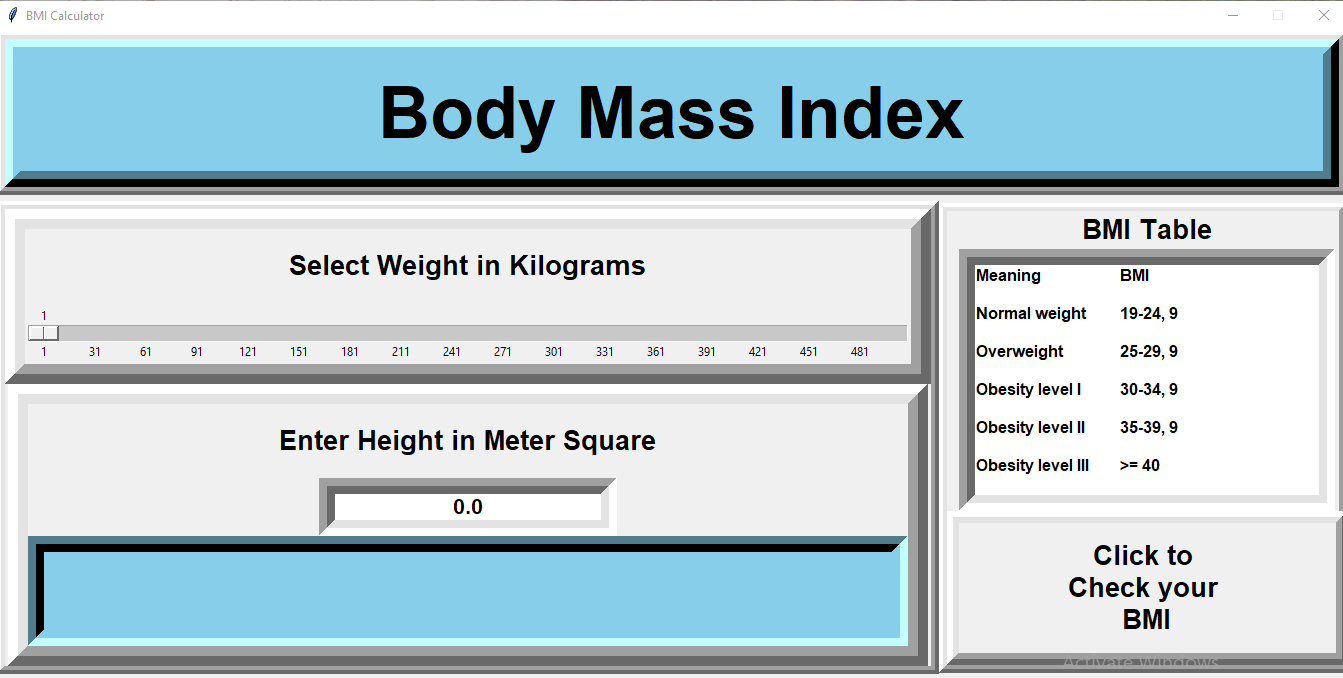 BMI Calculator
Body Mass Index
Select Weight in Kilograms
1
1 31 61 91 121 151 181 211 241 271 301 331 361 391 421 451 481
Enter Height in Meter Square
0.0
BMI Table
Meaning BMI
Normal weight 19-24, 9
Overweight 25-29, 9
Obesity level I 30-34, 9
Obesity level II 35-39, 9
Obesity level III >= 40
Click to
Check your
BMI
Activate Windows